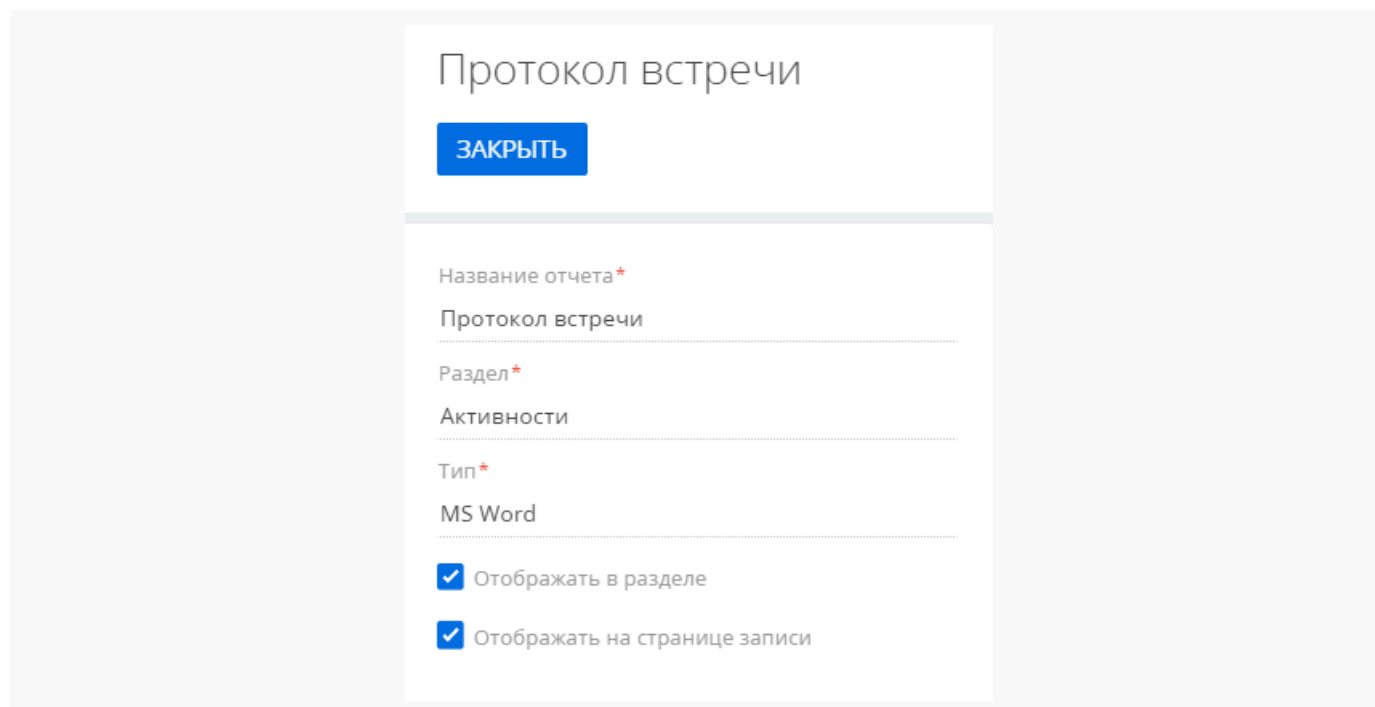 Протокол встречи
ЗАКРЫТЬ
Название отчета*
Протокол встречи
Раздел*
Активности
Тип*
MS Word
Отображать в разделе
Отображать на странице записи